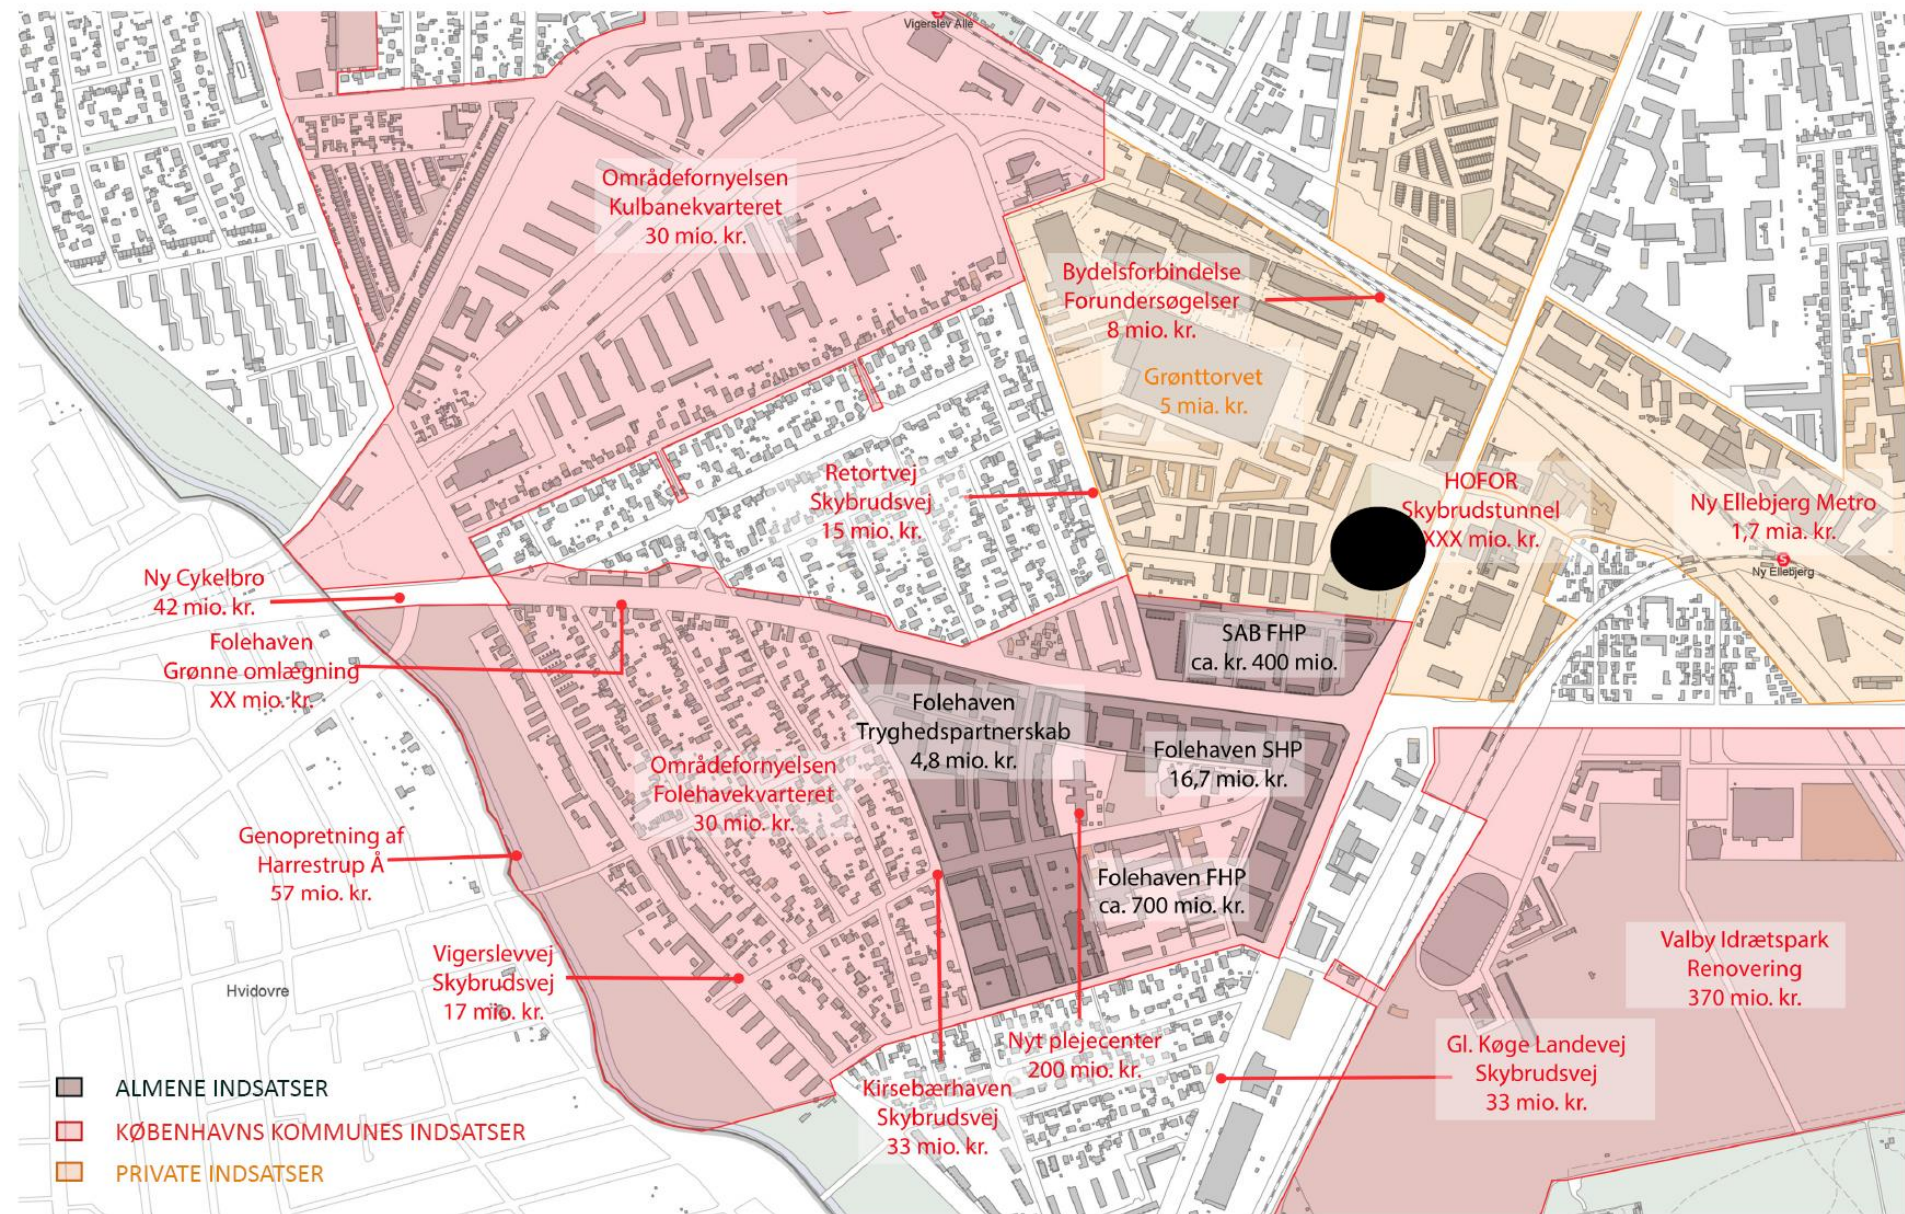 Vigerslev Allé
Områdefornyelsen
Kulbanekvarteret
30 mio. kr.
Bydelsforbindelse
Forundersøgelser
8 mio. kr.
Grønttorvet
5 mia. kr.
Retortvej
Skybrudsvej
15 mio. kr.
HOFOR
Skybrudstunnel
XXX mio. kr.
Ny Ellebjerg Metro
1,7 mia. kr.
S
Ny Ellebjerg
Ny Cykelbro
42 mio. kr.
Folehaven
Grønne omlægning
XX mio. kr.
SAB FHP
ca. kr. 400 mio.
Folehaven
Tryghedspartnerskab
4,8 mio. kr.
Folehaven SHP
16,7 mio. kr.
Områdefornyelsen
Folehavekvarteret
30 mio. kr.
Genopretning af
Harrestrup Å
57 mio. kr.
Folehaven FHP
ca. 700 mio. kr.
Vigerslevvej
Skybrudsvej
17 mio. kr.
Hvidovre
Valby Idrætspark
Renovering
370 mio. kr.
Nyt plejecenter
200 mio. kr.
Gl. Køge Landevej
Skybrudsvej
33 mio. kr.
Kirsebærhaven
Skybrudsvej
33 mio. kr.
ALMENE INDSATSER
KØBENHAVNS KOMMUNES INDSATSER
PRIVATE INDSATSER